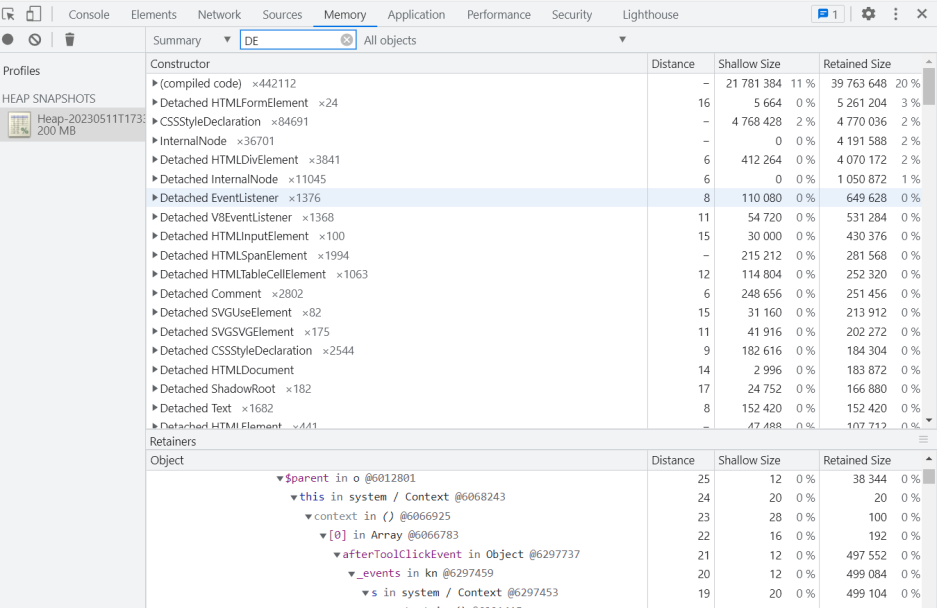 Console Elements Network Sources Memory Application Performance Security Lighthouse 1
Summary DE All objects
Profiles
HEAP SNAPSHOTS
Heap-20230511T1733
200 MB
Constructor Distance Shallow Size Retained Size
(compiled code) ×442112 – 21 781 384 11 % 39 763 648 20 %
Detached HTMLFormElement ×24 16 5 664 0 % 5 261 204 3 %
CSSStyleDeclaration ×84691 – 4 768 428 2 % 4 770 036 2 %
InternalNode ×36701 – 0 0 % 4 191 588 2 %
Detached HTMLDivElement ×3841 6 412 264 0 % 4 070 172 2 %
Detached InternalNode ×11045 6 0 0 % 1 050 872 1 %
Detached EventListener ×1376 8 110 080 0 % 649 628 0 %
Detached V8EventListener ×1368 11 54 720 0 % 531 284 0 %
Detached HTMLInputElement ×100 15 30 000 0 % 430 376 0 %
Detached HTMLSpanElement ×1994 – 215 212 0 % 281 568 0 %
Detached HTMLTableCellElement ×1063 12 114 804 0 % 252 320 0 %
Detached Comment ×2802 6 248 656 0 % 251 456 0 %
Detached SVGUseElement ×82 15 31 160 0 % 213 912 0 %
Detached SVGSVGElement ×175 11 41 916 0 % 202 272 0 %
Detached CSSStyleDeclaration ×2544 9 182 616 0 % 184 304 0 %
Detached HTMLDocument 14 2 996 0 % 183 872 0 %
Detached ShadowRoot ×182 17 24 752 0 % 166 880 0 %
Detached Text ×1682 8 152 420 0 % 152 420 0 %
Detached HTMLElement ×441 – 47 488 0 % 107 712 0 %
Retainers
Object Distance Shallow Size Retained Size
$parent in o @6012801 25 12 0 % 38 344 0 %
this in system / Context @6068243 24 20 0 % 20 0 %
context in () @6066925 23 28 0 % 100 0 %
[0] in Array @6066783 22 16 0 % 192 0 %
afterToolClickEvent in Object @6297737 21 12 0 % 497 552 0 %
_events in kn @6297459 20 12 0 % 499 084 0 %
s in system / Context @6297453 19 20 0 % 499 104 0 %